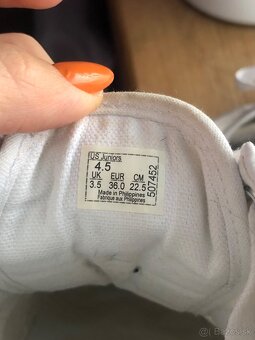 US Juniors
4.5
UK EUR CM
3.5 36.0 22.5
Made in Philippines
Fabrique aux Philippines
507452